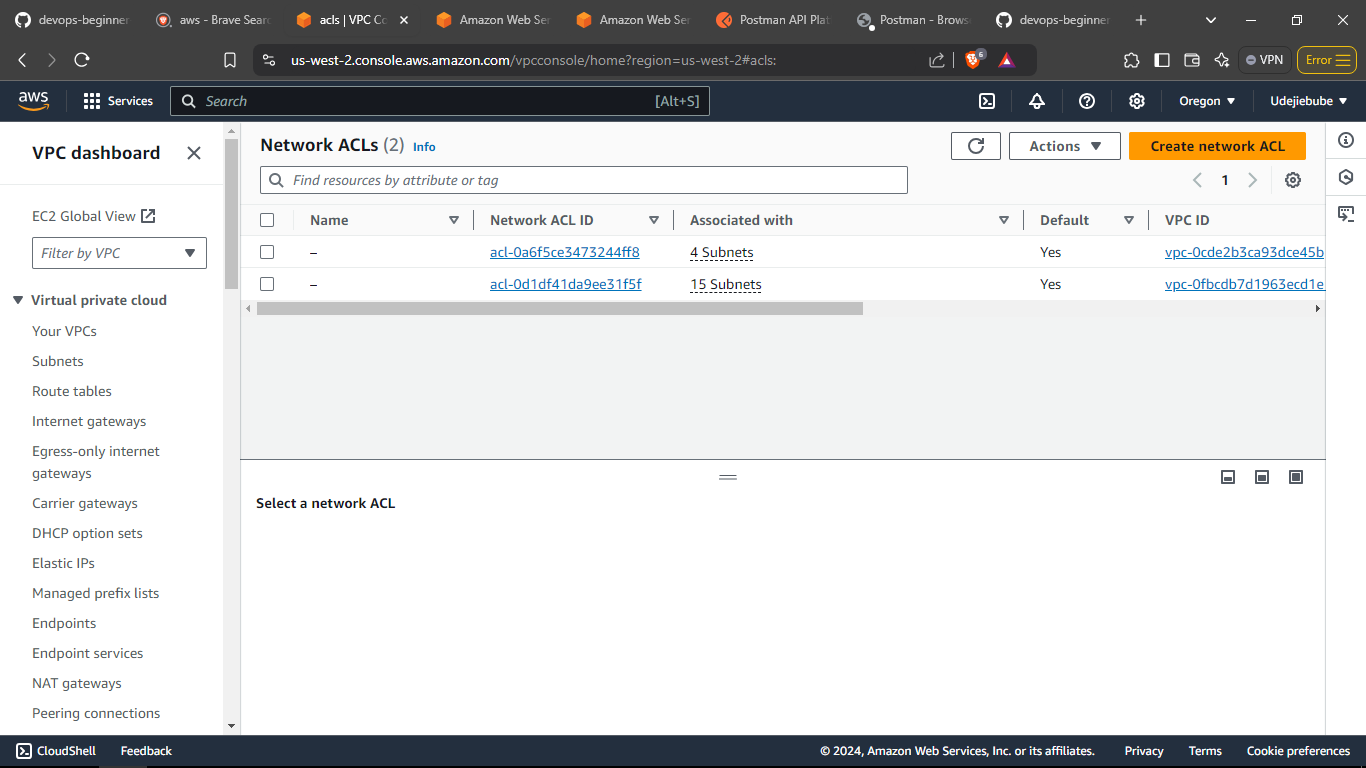 devops-beginner
aws - Brave Sear
acls | VPC Co
Amazon Web Ser
Amazon Web Ser
Postman API Plat
Postman - Brows
devops-beginner
us-west-2.console.aws.amazon.com/vpcconsole/home?region=us-west-2#acls:
6
VPN
Error
aws
Services
Search
[Alt+S]
Oregon
Udejiebube
VPC dashboard
EC2 Global View
Filter by VPC
Virtual private cloud
Your VPCs
Subnets
Route tables
Internet gateways
Egress-only internet
gateways
Carrier gateways
DHCP option sets
Elastic IPs
Managed prefix lists
Endpoints
Endpoint services
NAT gateways
Peering connections
Network ACLs (2) Info
Actions
Create network ACL
Find resources by attribute or tag
1
Name Network ACL ID Associated with Default VPC ID
– acl-0a6f5ce3473244ff8 4 Subnets Yes vpc-0cde2b3ca93dce45b
– acl-0d1df41da9ee31f5f 15 Subnets Yes vpc-0fbcdb7d1963ecd1e
Select a network ACL
CloudShell Feedback © 2024, Amazon Web Services, Inc. or its affiliates. Privacy Terms Cookie preferences